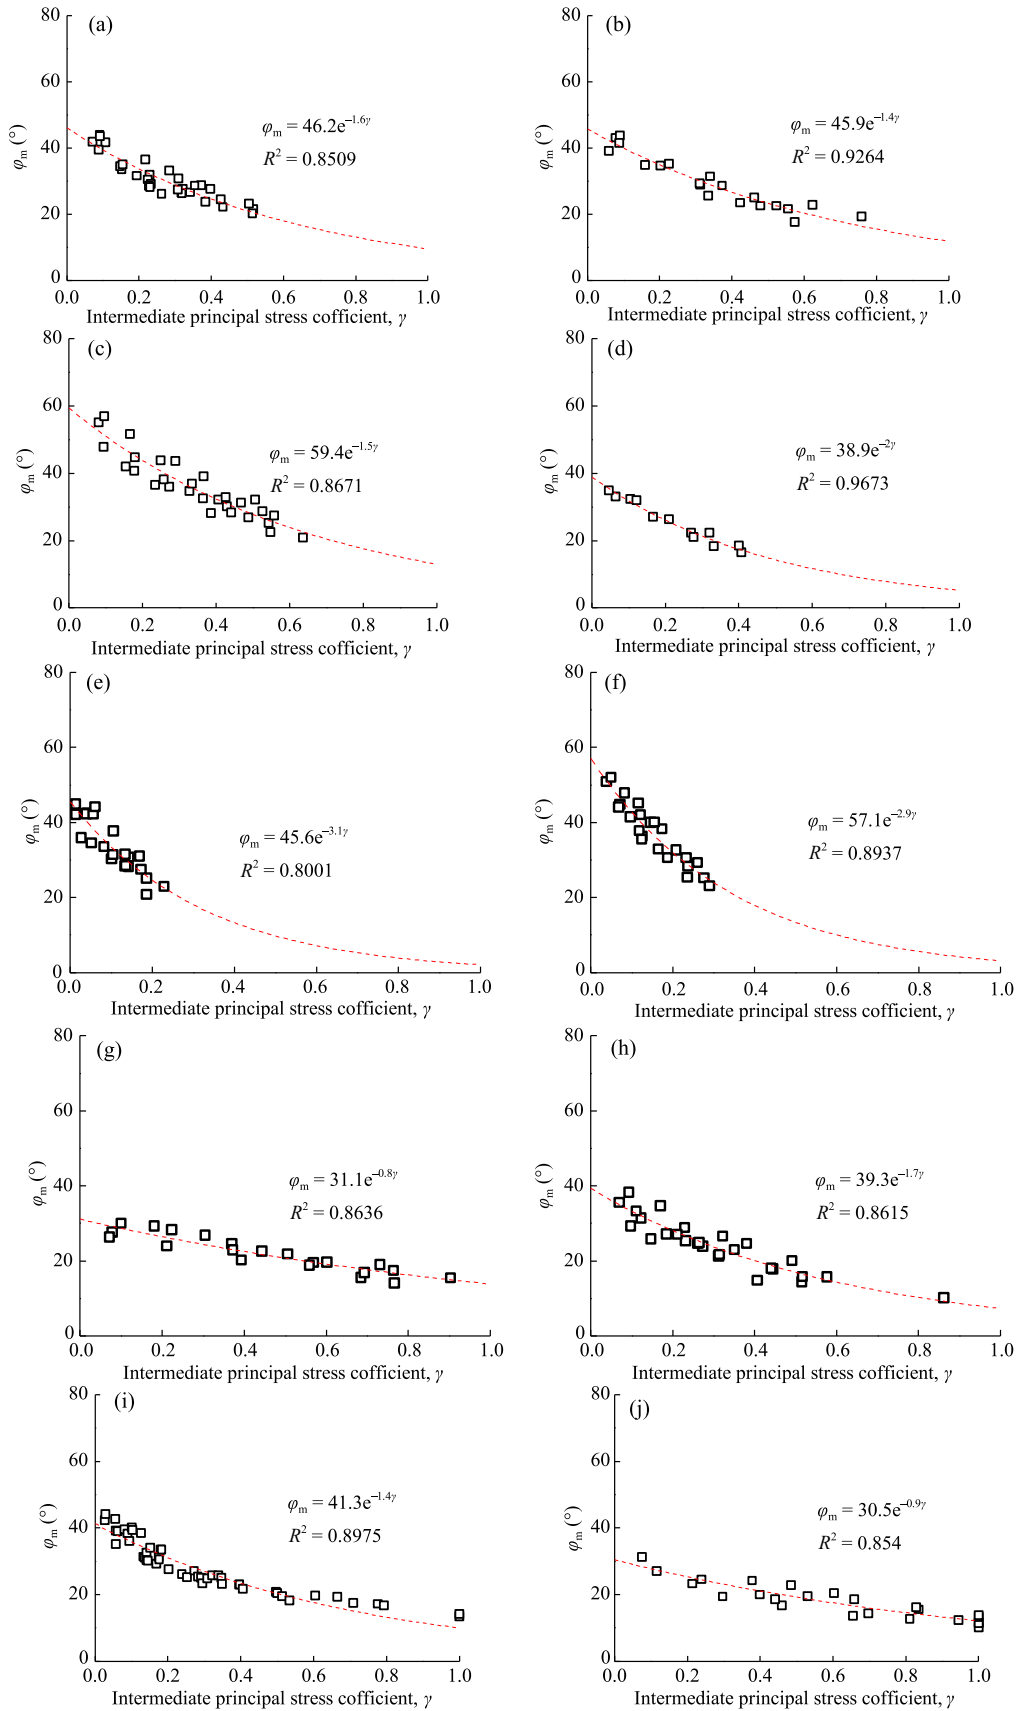 (a)
φm (°)
80
60
40
20
0
φm = 46.2e–1.6γ
R2 = 0.8509
0.0 0.2 0.4 0.6 0.8 1.0
Intermediate principal stress cofficient, γ
(b)
φm (°)
80
60
40
20
0
φm = 45.9e–1.4γ
R2 = 0.9264
0.0 0.2 0.4 0.6 0.8 1.0
Intermediate principal stress cofficient, γ
(c)
φm (°)
80
60
40
20
0
φm = 59.4e–1.5γ
R2 = 0.8671
0.0 0.2 0.4 0.6 0.8 1.0
Intermediate principal stress cofficient, γ
(d)
φm (°)
80
60
40
20
0
φm = 38.9e–2γ
R2 = 0.9673
0.0 0.2 0.4 0.6 0.8 1.0
Intermediate principal stress cofficient, γ
(e)
φm (°)
80
60
40
20
0
φm = 45.6e–3.1γ
R2 = 0.8001
0.0 0.2 0.4 0.6 0.8 1.0
Intermediate principal stress cofficient, γ
(f)
φm (°)
80
60
40
20
0
φm = 57.1e–2.9γ
R2 = 0.8937
0.0 0.2 0.4 0.6 0.8 1.0
Intermediate principal stress cofficient, γ
(g)
φm (°)
80
60
40
20
0
φm = 31.1e–0.8γ
R2 = 0.8636
0.0 0.2 0.4 0.6 0.8 1.0
Intermediate principal stress cofficient, γ
(h)
φm (°)
80
60
40
20
0
φm = 39.3e–1.7γ
R2 = 0.8615
0.0 0.2 0.4 0.6 0.8 1.0
Intermediate principal stress cofficient, γ
(i)
φm (°)
80
60
40
20
0
φm = 41.3e–1.4γ
R2 = 0.8975
0.0 0.2 0.4 0.6 0.8 1.0
Intermediate principal stress cofficient, γ
(j)
φm (°)
80
60
40
20
0
φm = 30.5e–0.9γ
R2 = 0.854
0.0 0.2 0.4 0.6 0.8 1.0
Intermediate principal stress cofficient, γ